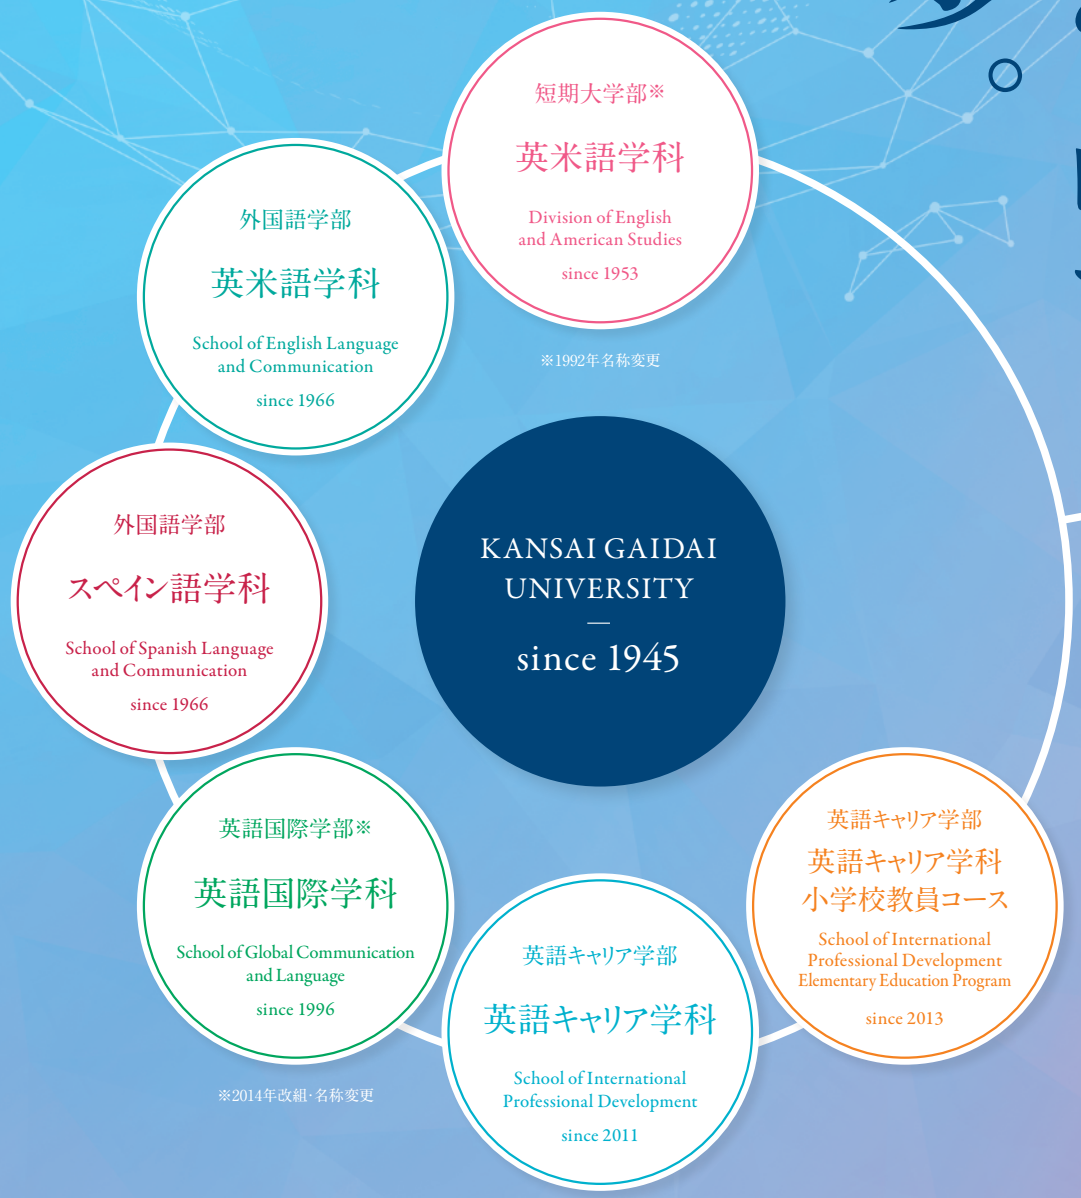 短期大学部※
英米語学科
Division of English
and American Studies
since 1953
※1992年名称変更
外国語学部
英米語学科
School of English Language
and Communication
since 1966
外国語学部
スペイン語学科
School of Spanish Language
and Communication
since 1966
英語国際学部※
英語国際学科
School of Global Communication
and Language
since 1996
※2014年改組・名称変更
英語キャリア学部
英語キャリア学科
School of International
Professional Development
since 2011
英語キャリア学部
英語キャリア学科
小学校教員コース
School of International
Professional Development
Elementary Education Program
since 2013
KANSAI GAIDAI
UNIVERSITY
since 1945